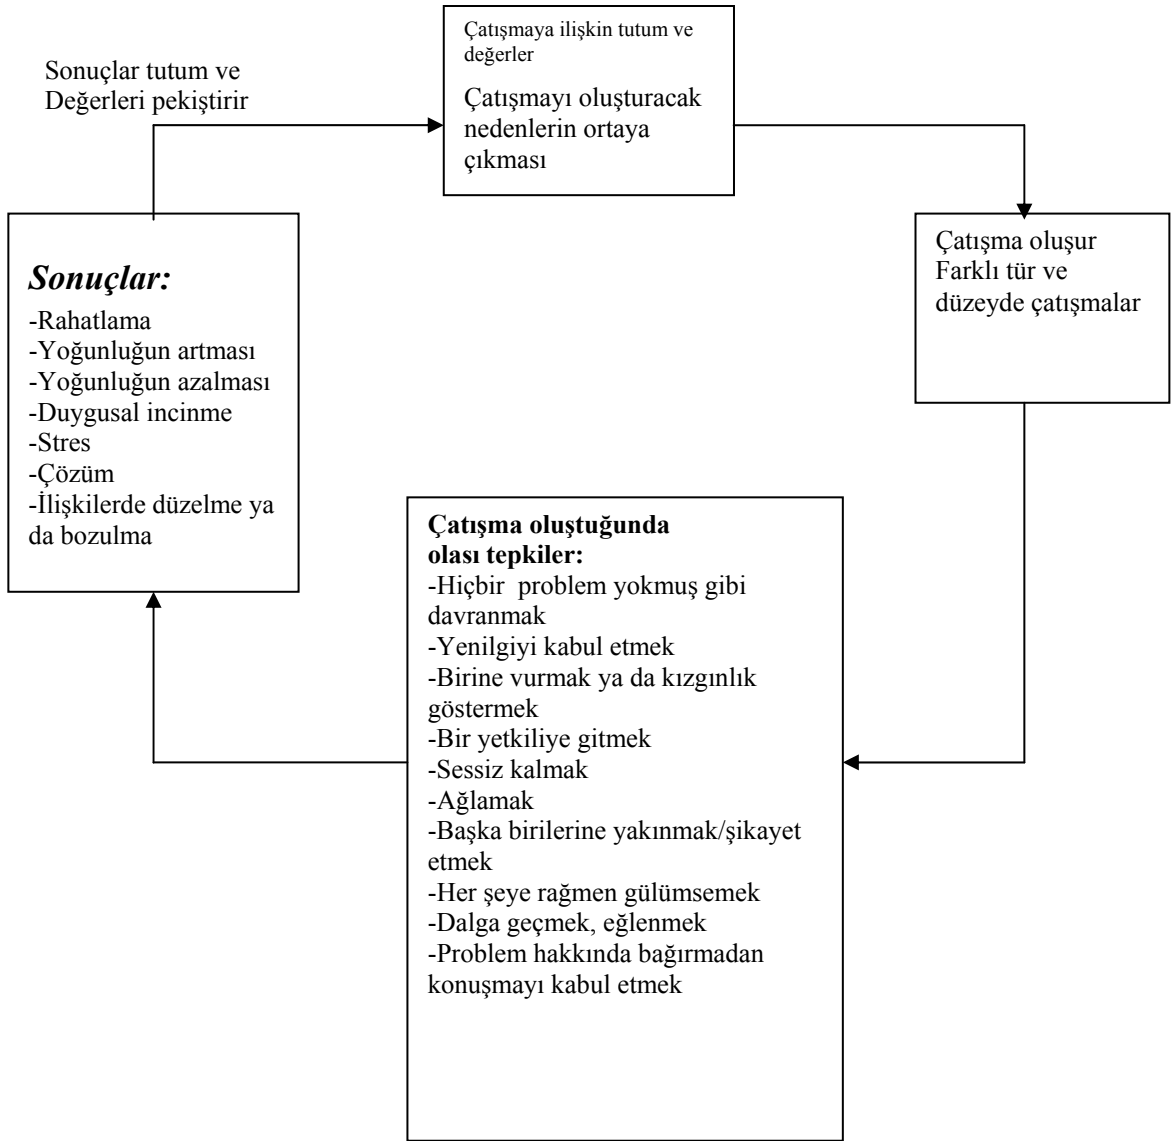 Sonuçlar tutum ve
Değerleri pekiştirir
Çatışmaya ilişkin tutum ve
değerler
Çatışmayı oluşturacak
nedenlerin ortaya
çıkması
Çatışma oluşur
Farklı tür ve
düzeyde çatışmalar
Çatışma oluştuğunda
olası tepkiler:
-Hiçbir problem yokmuş gibi
davranmak
-Yenilgiyi kabul etmek
-Birine vurmak ya da kızgınlık
göstermek
-Bir yetkiliye gitmek
-Sessiz kalmak
-Ağlamak
-Başka birilerine yakınmak/şikayet
etmek
-Her şeye rağmen gülümsemek
-Dalga geçmek, eğlenmek
-Problem hakkında bağırmadan
konuşmayı kabul etmek
Sonuçlar:
-Rahatlama
-Yoğunluğun artması
-Yoğunluğun azalması
-Duygusal incinme
-Stres
-Çözüm
-İlişkilerde düzelme ya
da bozulma